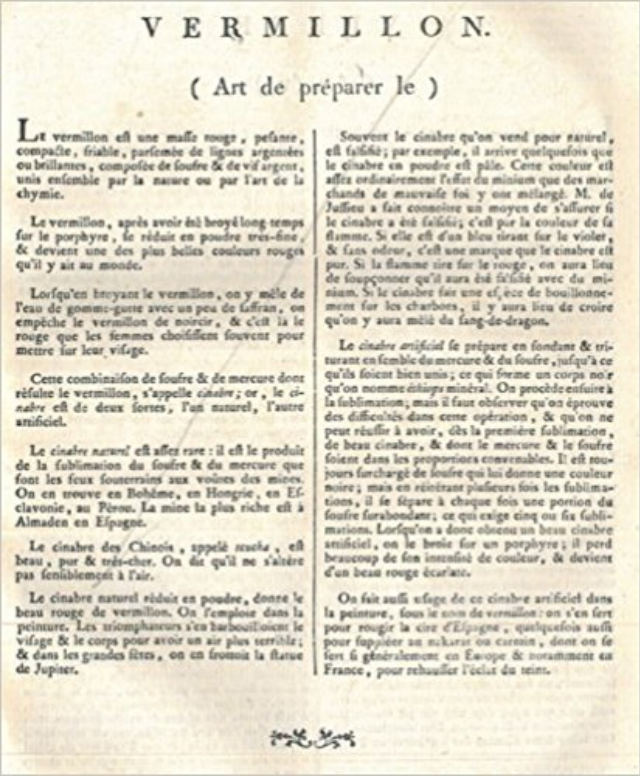 VERMILLON.
( Art de préparer le )
Le vermillon est une masse rouge, pesante,
compacte, friable, parsemée de lignes argentées
ou brillantes, composée de soufre & de vif argent,
unis ensemble par la nature ou par l'art de la
chymie.
Le vermillon, après avoir été broyé long-temps
sur le porphyre, se réduit en poudre très-fine
& devient une des plus belles couleurs rouges
qu'il y ait au monde.
Lorsqu'en broyant le vermillon, on y mêle de
l'eau de gomme-gutte avec un peu de saffran, on
empêche le vermillon de noircir, & c'est là le
rouge que les femmes choisissent souvent pour
mettre sur leur visage.
Cette combinaison de soufre & de mercure dont
résulte le vermillon, s'appelle cinabre; or, le ci-
nabre est de deux sortes, l'un naturel, l'autre
artificiel.
Le cinabre naturel est assez rare : il est le produit
de la sublimation du soufre & du mercure que
font les feux souterrains aux voûtes des mines.
On en trouve en Bohême, en Hongrie, en Es-
clavonie, au Pérou. La mine la plus riche est à
Almaden en Espagne.
Le cinabre des Chinois, appelé est
beau, pur & très-cher. On dit qu'il ne s'altère
pas sensiblement à l'air.
Le cinabre naturel réduit en poudre, donne le
beau rouge de vermillon. On l'emploie dans la
peinture. Les triomphateurs s'en barbouilloient le
visage & le corps pour avoir un air plus terrible;
& dans les grandes fêtes, on en frottoit la statue
de Jupiter.
Souvent le cinabre qu'on vend pour naturel,
est falsifié; par exemple, il arrive quelquefois que
le cinabre en poudre est pâle. Cette couleur est
assez ordinairement l'effet du minium que des mar-
chands de mauvaise foi y ont mélangé. M. de
Jussieu a fait connoître un moyen de s'assurer si
le cinabre a été falsifié; c'est par la couleur de sa
flamme. Si elle est d'un bleu tirant sur le violet,
& sans odeur, c'est une marque que le cinabre est
pur. Si la flamme tire sur le rouge, on aura lieu
de soupçonner qu'il aura été falsifié avec du mi-
nium. Si le cinabre fait une espèce de bouillonne-
ment sur les charbons, il y aura lieu de croire
qu'on y aura mêlé du sang-de-dragon.
Le cinabre artificiel se prépare en fondant & tri-
turant ensemble du mercure & du soufre, jusqu'à ce
qu'ils soient bien unis; ce qui forme un corps noir
qu'on nomme éthiops minéral. On procède ensuite à
la sublimation; mais il faut observer qu'on éprouve
des difficultés dans cette opération, & qu'on ne
peut réussir à avoir, dès la première sublimation,
de beau cinabre, & dont le mercure & le soufre
soient dans les proportions convenables. Il est tou-
jours surchargé de soufre qui lui donne une couleur
noire; mais en réitérant plusieurs fois les sublima-
tions, il se sépare à chaque fois une portion du
soufre surabondant; ce qui exige cinq ou six subli-
mations. Lorsqu'on a donc obtenu un beau cinabre
artificiel, on le broie sur un porphyre; il perd
beaucoup de son intensité de couleur, & devient
d'un beau rouge écarlate.
On fait aussi usage de ce cinabre artificiel dans
la peinture, sous le nom de vermillon: on s'en sert
pour rougir la cire d'Espagne, quelquefois aussi
pour suppléer au nakarat ou carmin, dont on se
sert si généralement en Europe & notamment en
France, pour rehausser l'éclat du teint.